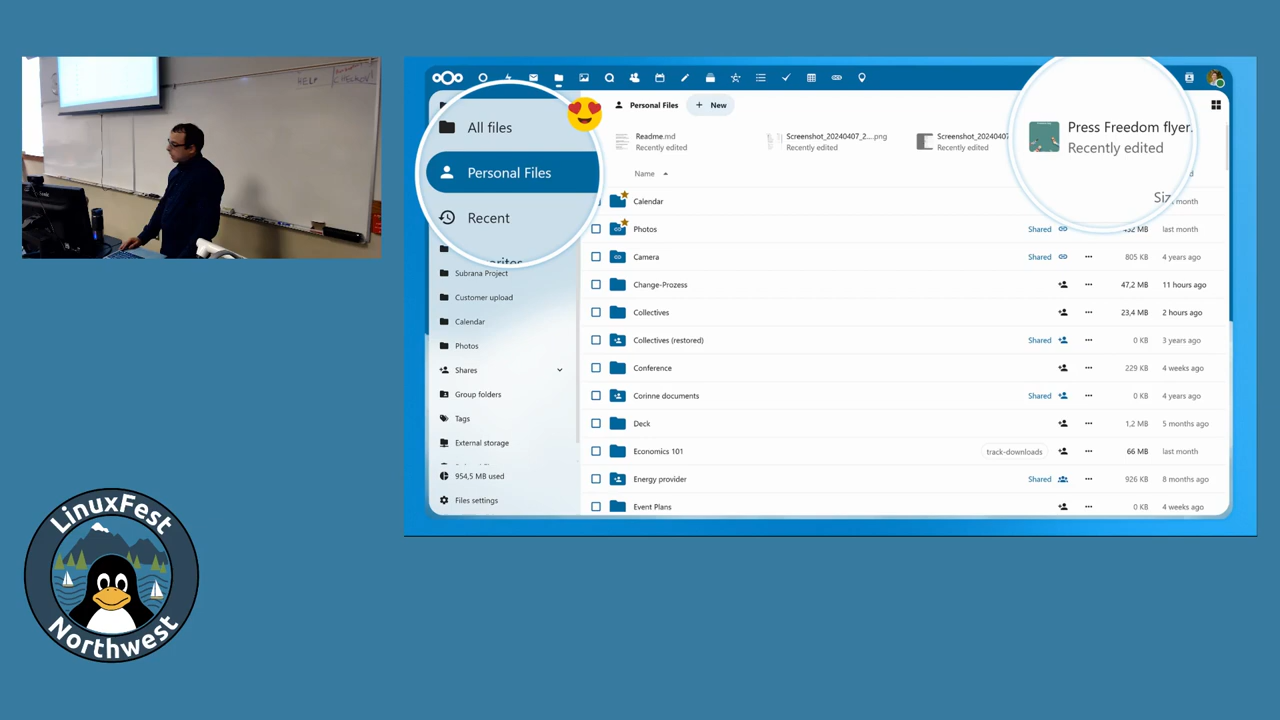 RELP
All files
Personal Files
Recent
Subrana Project
Customer upload
Calendar
Photos
Shares
Group folders
Tags
External storage
954,5 MB used
Files settings
Personal Files
+ New
Readme.md
Recently edited
Screenshot_20240407_2....png
Recently edited
Screenshot_20240407
Recently edited
Press Freedom flyer.
Recently edited
Name
Calendar month
Photos Shared MB last month
Camera Shared 805 KB 4 years ago
Change-Prozess 47,2 MB 11 hours ago
Collectives 23,4 MB 2 hours ago
Collectives (restored) Shared 0 KB 3 years ago
Conference 229 KB 4 weeks ago
Corinne documents Shared 0 KB 4 years ago
Deck 1,2 MB 5 months ago
Economics 101 track-downloads 66 MB last month
Energy provider Shared 926 KB 8 months ago
Event Plans 0 KB 4 weeks ago
LinuxFest
Northwest